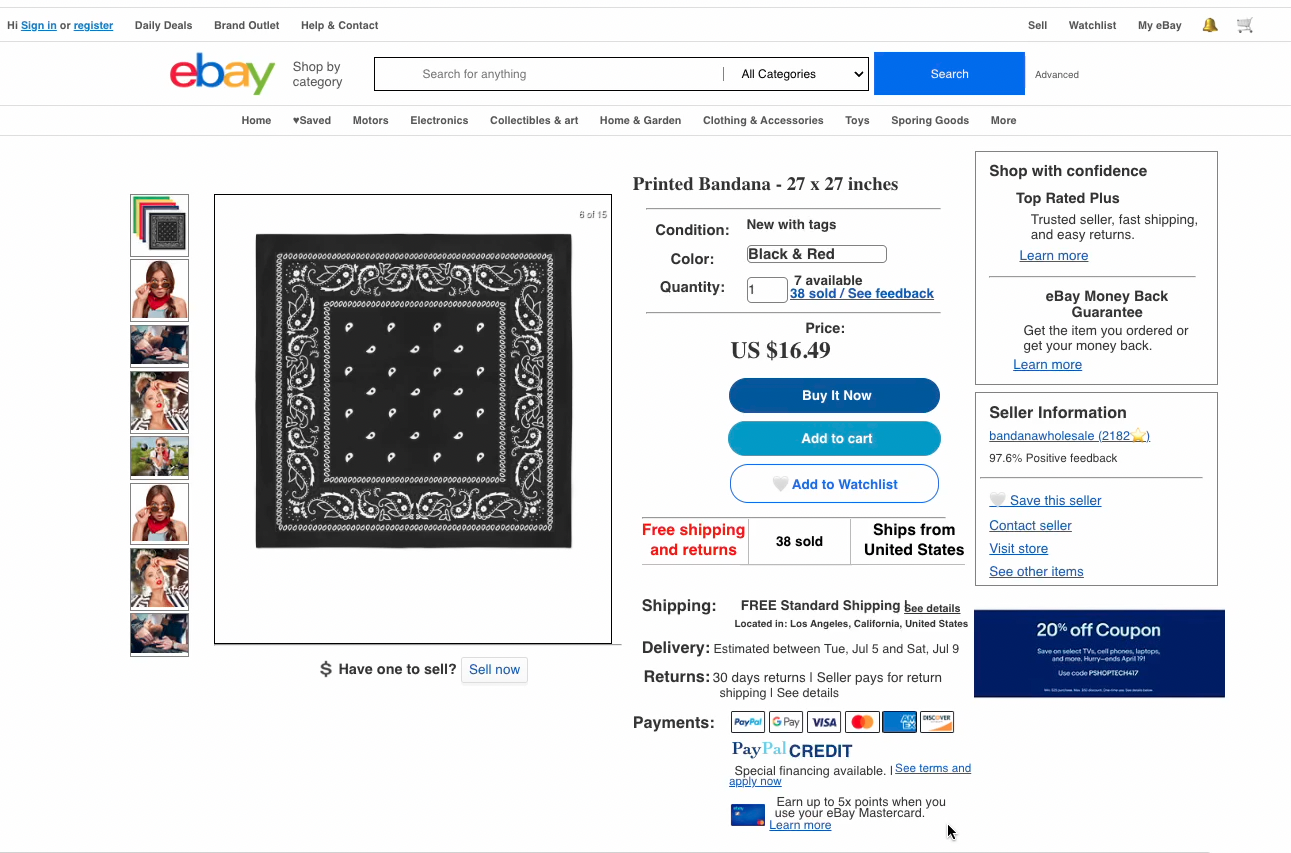 Hi Sign in or register Daily Deals Brand Outlet Help & Contact Sell Watchlist My eBay
ebay
Shop by
category
Search for anything
All Categories
Search
Advanced
Home ♥Saved Motors Electronics Collectibles & art Home & Garden Clothing & Accessories Toys Sporing Goods More
6 of 15
$ Have one to sell? Sell now
Printed Bandana - 27 x 27 inches
Condition: New with tags
Color: Black & Red
Quantity: 1 7 available
38 sold / See feedback
Price:
US $16.49
Buy It Now
Add to cart
Add to Watchlist
Free shipping
and returns
38 sold
Ships from
United States
Shipping: FREE Standard Shipping | See details
Located in: Los Angeles, California, United States
Delivery: Estimated between Tue, Jul 5 and Sat, Jul 9
Returns: 30 days returns | Seller pays for return
shipping | See details
Payments: PayPal G Pay VISA AMEX DISCOVER
PayPal CREDIT
Special financing available. | See terms and
apply now
Earn up to 5x points when you
use your eBay Mastercard.
Learn more
Shop with confidence
Top Rated Plus
Trusted seller, fast shipping,
and easy returns.
Learn more
eBay Money Back
Guarantee
Get the item you ordered or
get your money back.
Learn more
Seller Information
bandanawholesale (2182⭐)
97.6% Positive feedback
Save this seller
Contact seller
Visit store
See other items
20% off Coupon
Save on select TVs, cell phones, laptops,
and more. Hurry—ends April 19!
Use code PSHOPTECH417